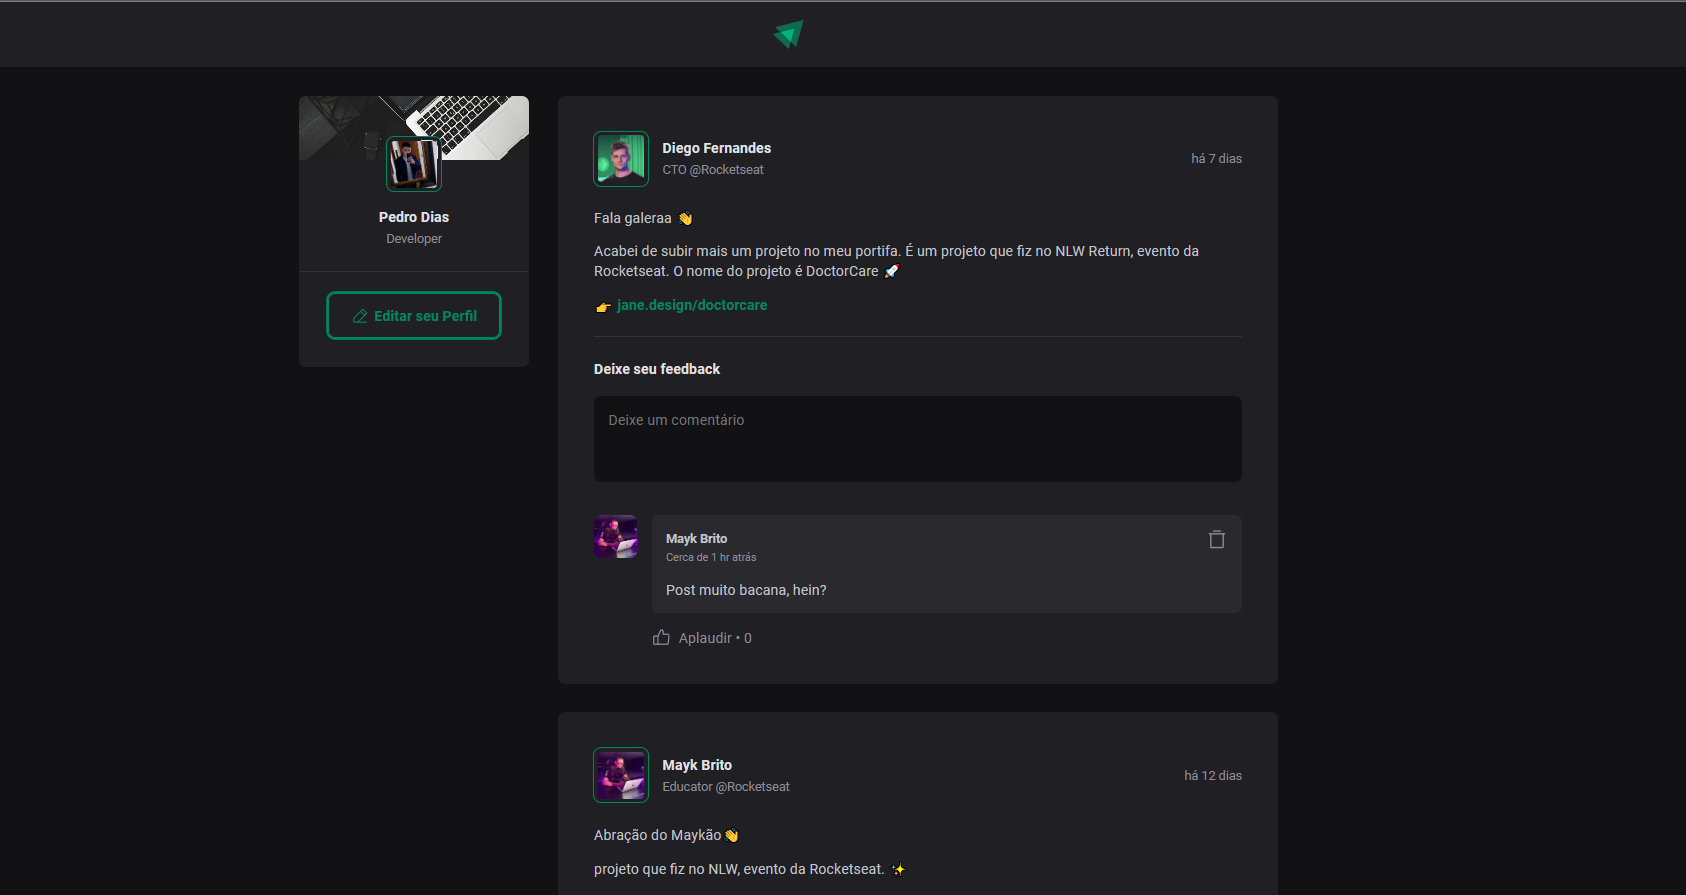 Pedro Dias
Developer
Editar seu Perfil
Diego Fernandes
CTO @Rocketseat
há 7 dias
Fala galeraa 👋
Acabei de subir mais um projeto no meu portifa. É um projeto que fiz no NLW Return, evento da
Rocketseat. O nome do projeto é DoctorCare 🚀
👉 jane.design/doctorcare
Deixe seu feedback
Deixe um comentário
Mayk Brito
Cerca de 1 hr atrás
Post muito bacana, hein?
Aplaudir • 0
Mayk Brito
Educator @Rocketseat
há 12 dias
Abração do Maykão 👋
projeto que fiz no NLW, evento da Rocketseat. ✨